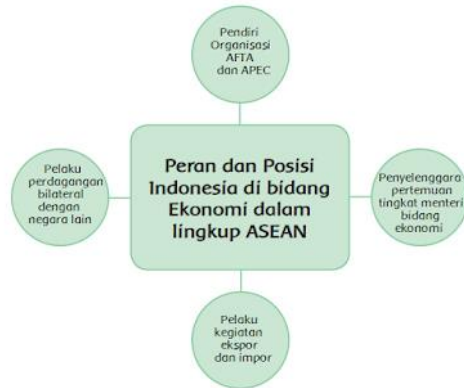 Pendiri
Organisasi
AFTA
dan APEC
Pelaku
perdagangan
bilateral
dengan
negara lain
Peran dan Posisi
Indonesia di bidang
Ekonomi dalam
lingkup ASEAN
Penyelenggara
pertemuan
tingkat menteri
bidang
ekonomi
Pelaku
kegiatan
ekspor
dan impor